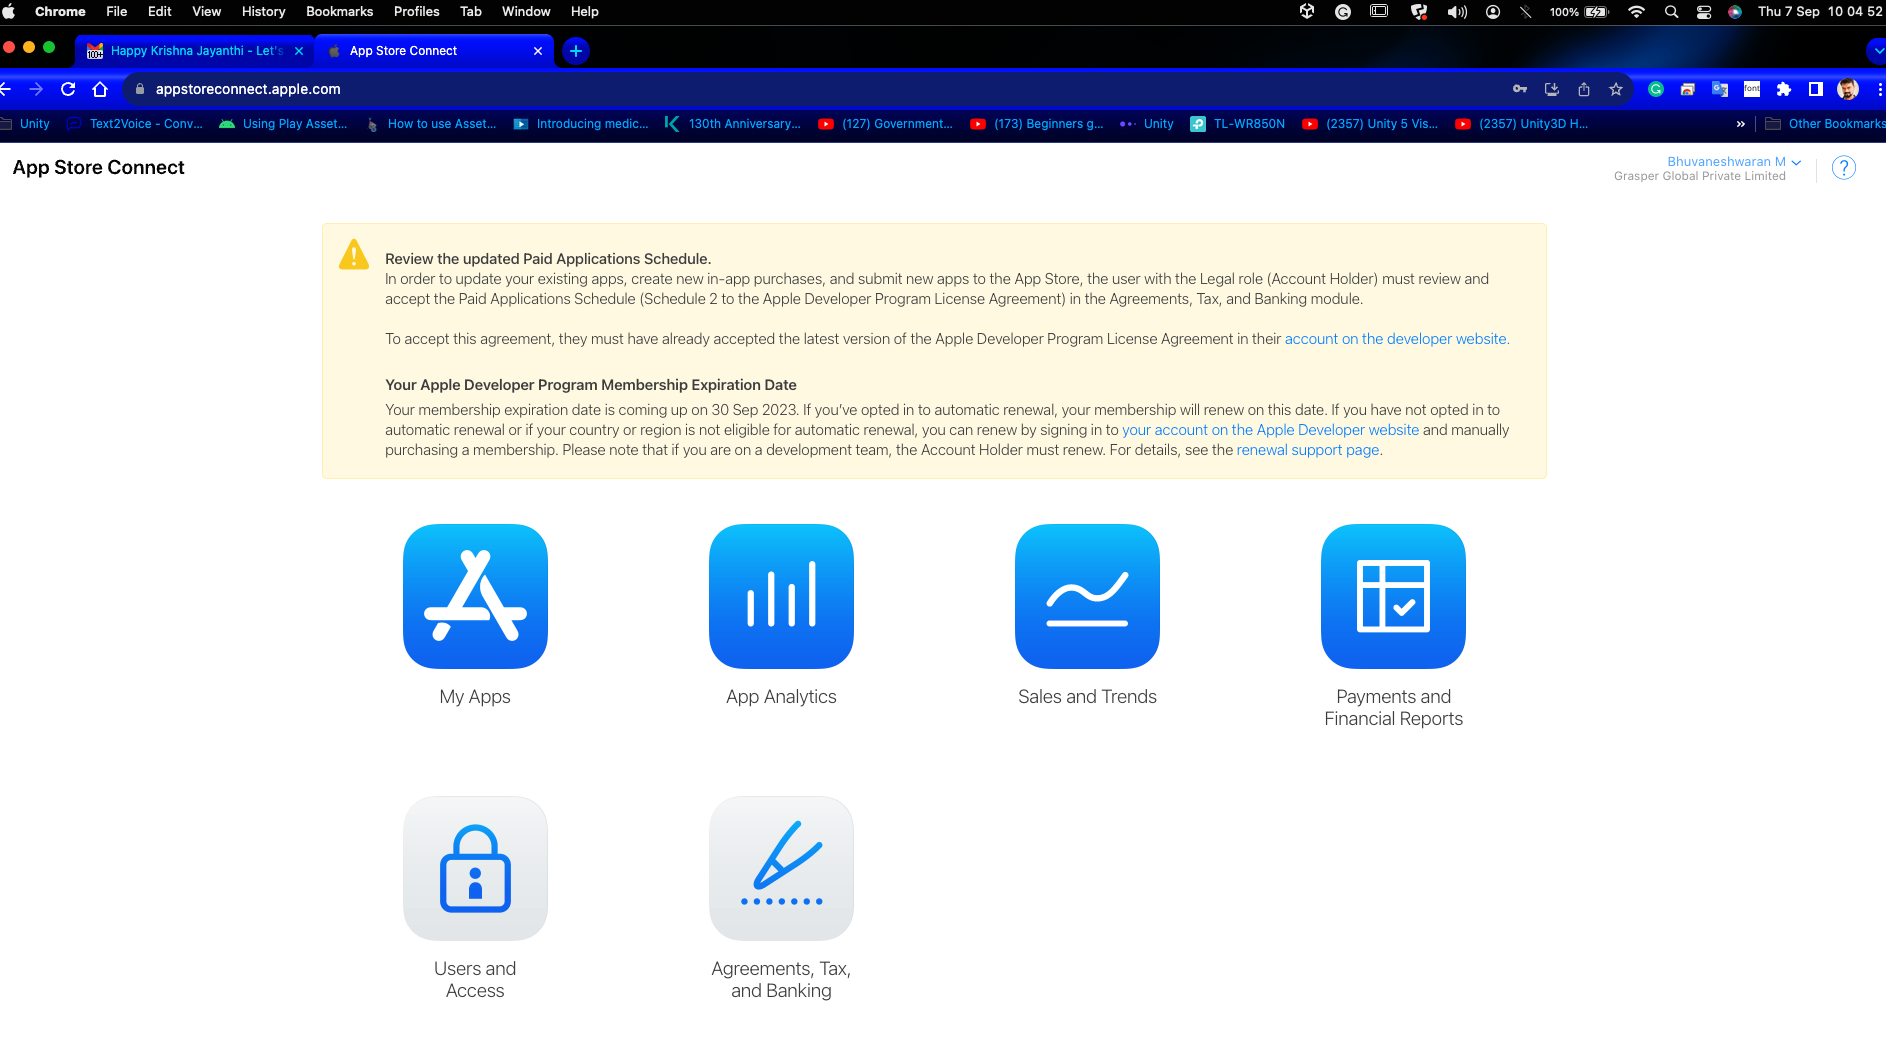 Chrome File Edit View History Bookmarks Profiles Tab Window Help 100% Thu 7 Sep 10 04 52
100+ Happy Krishna Jayanthi - Let's App Store Connect
appstoreconnect.apple.com font
Unity Text2Voice - Conv... Using Play Asset... How to use Asset... Introducing medic... 130th Anniversary... (127) Government... (173) Beginners g... Unity TL-WR850N (2357) Unity 5 Vis... (2357) Unity3D H... » Other Bookmarks
App Store Connect
Bhuvaneshwaran M
Grasper Global Private Limited
?
Review the updated Paid Applications Schedule.
In order to update your existing apps, create new in-app purchases, and submit new apps to the App Store, the user with the Legal role (Account Holder) must review and
accept the Paid Applications Schedule (Schedule 2 to the Apple Developer Program License Agreement) in the Agreements, Tax, and Banking module.
To accept this agreement, they must have already accepted the latest version of the Apple Developer Program License Agreement in their account on the developer website.
Your Apple Developer Program Membership Expiration Date
Your membership expiration date is coming up on 30 Sep 2023. If you've opted in to automatic renewal, your membership will renew on this date. If you have not opted in to
automatic renewal or if your country or region is not eligible for automatic renewal, you can renew by signing in to your account on the Apple Developer website and manually
purchasing a membership. Please note that if you are on a development team, the Account Holder must renew. For details, see the renewal support page.
My Apps
App Analytics
Sales and Trends
Payments and
Financial Reports
Users and
Access
Agreements, Tax,
and Banking